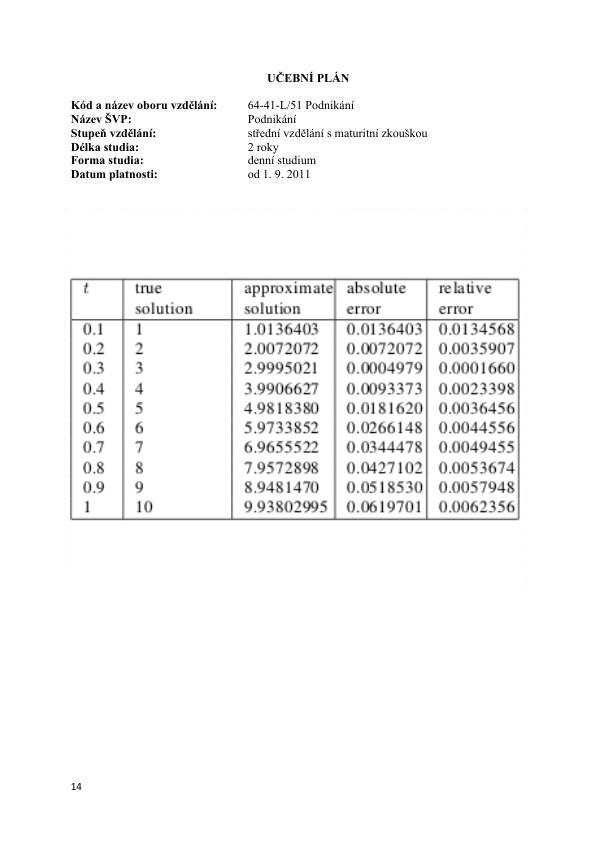 UČEBNÍ PLÁN
Kód a název oboru vzdělání: 64-41-L/51 Podnikání
Název ŠVP: Podnikání
Stupeň vzdělání: střední vzdělání s maturitní zkouškou
Délka studia: 2 roky
Forma studia: denní studium
Datum platnosti: od 1. 9. 2011
t true approximate absolute relative
solution solution error error
0.1 1 1.0136403 0.0136403 0.0134568
0.2 2 2.0072072 0.0072072 0.0035907
0.3 3 2.9995021 0.0004979 0.0001660
0.4 4 3.9906627 0.0093373 0.0023398
0.5 5 4.9818380 0.0181620 0.0036456
0.6 6 5.9733852 0.0266148 0.0044556
0.7 7 6.9655522 0.0344478 0.0049455
0.8 8 7.9572898 0.0427102 0.0053674
0.9 9 8.9481470 0.0518530 0.0057948
1 10 9.93802995 0.0619701 0.0062356
14